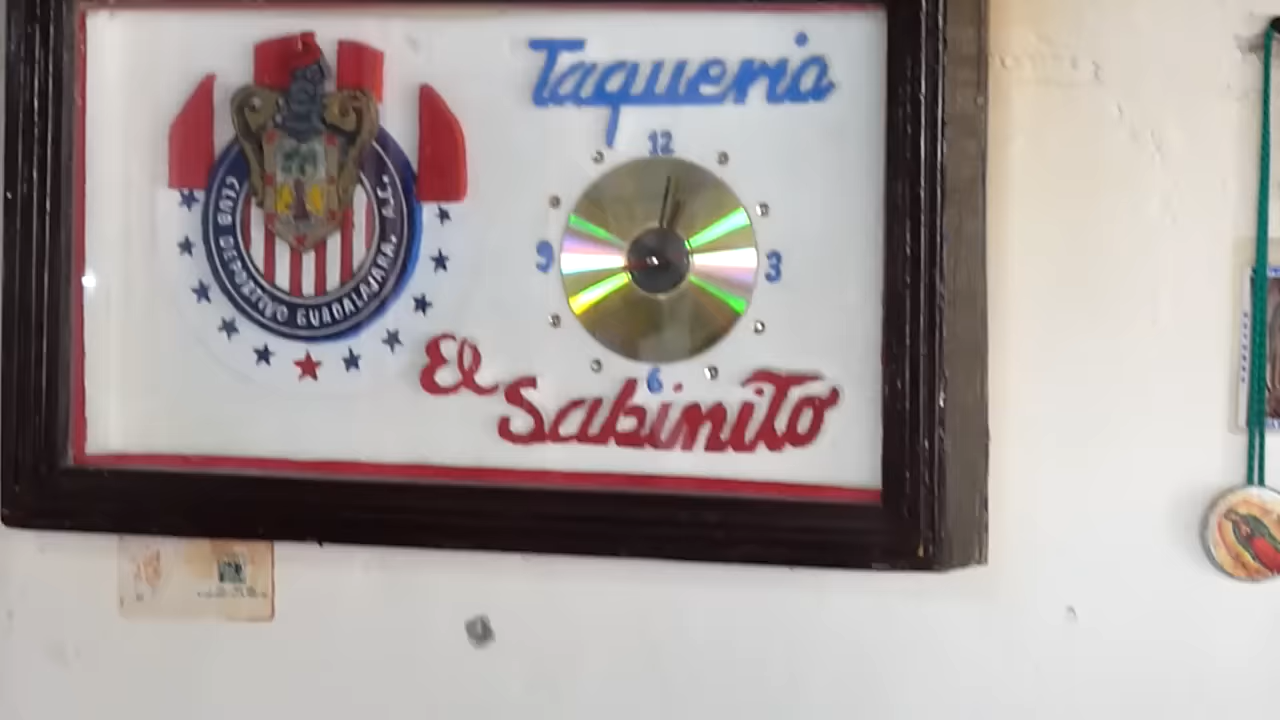 Taqueria
12
9
3
6
El
Sabinito
CLUB DEPORTIVO GUADALAJARA. A.C.